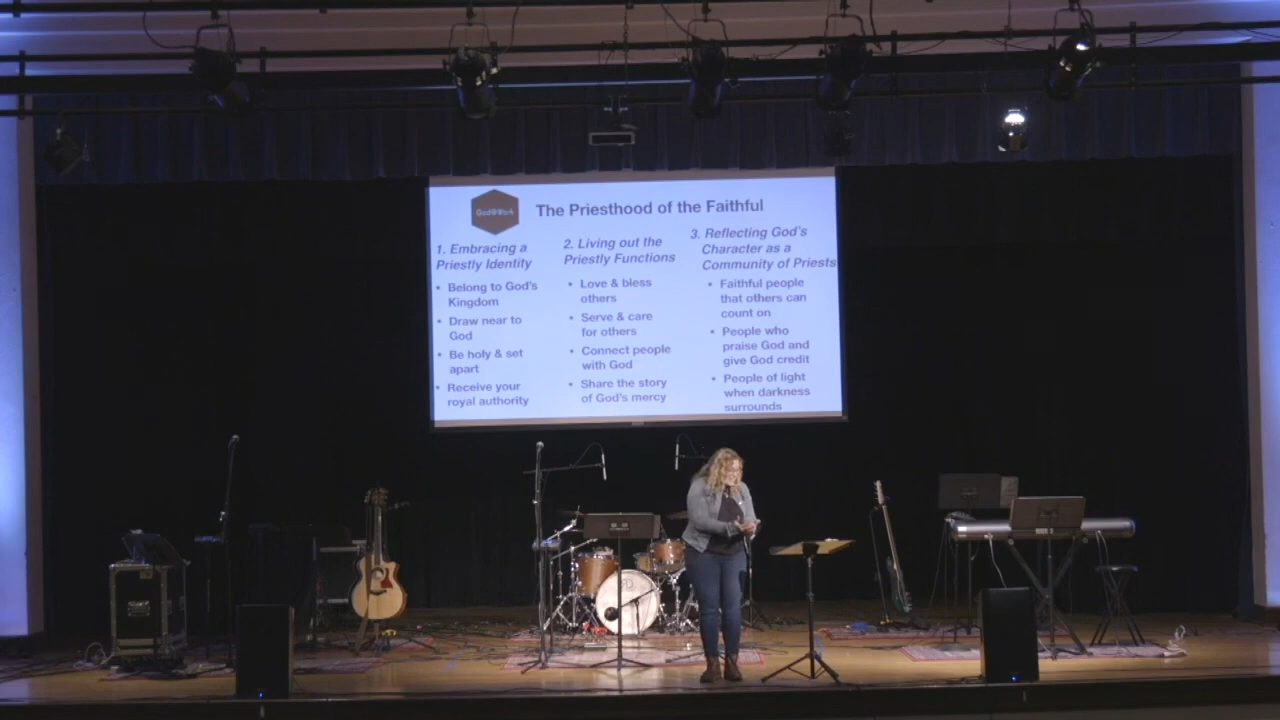 God@Work
The Priesthood of the Faithful
1. Embracing a
Priestly Identity
• Belong to God's
Kingdom
• Draw near to
God
• Be holy & set
apart
• Receive your
royal authority
2. Living out the
Priestly Functions
• Love & bless
others
• Serve & care
for others
• Connect people
with God
• Share the story
of God's mercy
3. Reflecting God's
Character as a
Community of Priests
• Faithful people
that others can
count on
• People who
praise God and
give God credit
• People of light
when darkness
surrounds